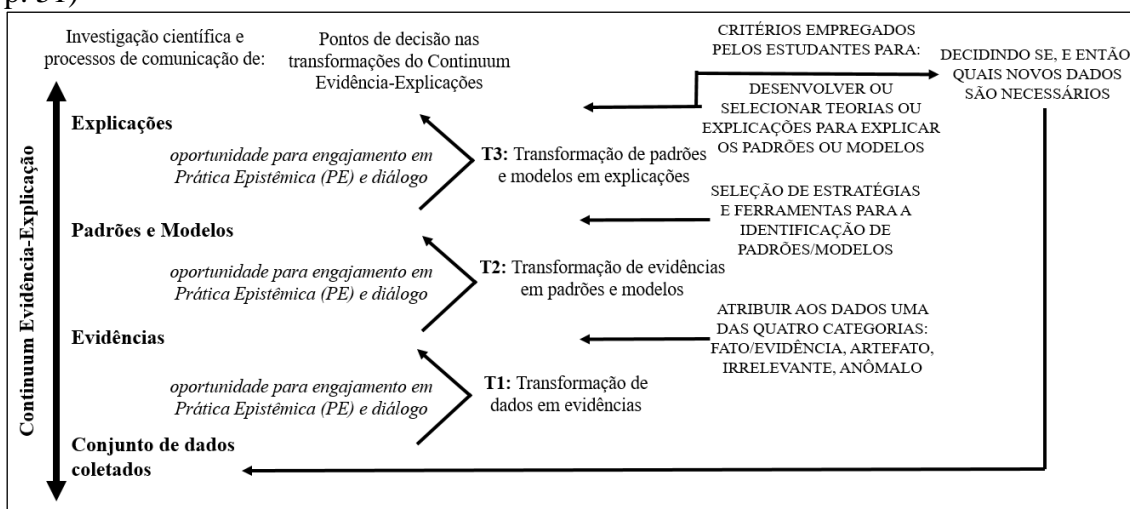 p. 31)
Investigação científica e
processos de comunicação de:
Pontos de decisão nas
transformações do Continuum
Evidência-Explicações
CRITÉRIOS EMPREGADOS
PELOS ESTUDANTES PARA:
DECIDINDO SE, E ENTÃO
QUAIS NOVOS DADOS
SÃO NECESSÁRIOS
Continuum Evidência-Explicação
Explicações
oportunidade para engajamento em
Prática Epistêmica (PE) e diálogo
T3: Transformação de padrões
e modelos em explicações
DESENVOLVER OU
SELECIONAR TEORIAS OU
EXPLICAÇÕES PARA EXPLICAR
OS PADRÕES OU MODELOS
Padrões e Modelos
oportunidade para engajamento em
Prática Epistêmica (PE) e diálogo
T2: Transformação de evidências
em padrões e modelos
SELEÇÃO DE ESTRATÉGIAS
E FERRAMENTAS PARA A
IDENTIFICAÇÃO DE
PADRÕES/MODELOS
Evidências
oportunidade para engajamento em
Prática Epistêmica (PE) e diálogo
T1: Transformação de
dados em evidências
ATRIBUIR AOS DADOS UMA
DAS QUATRO CATEGORIAS:
FATO/EVIDÊNCIA, ARTEFATO,
IRRELEVANTE, ANÔMALO
Conjunto de dados
coletados